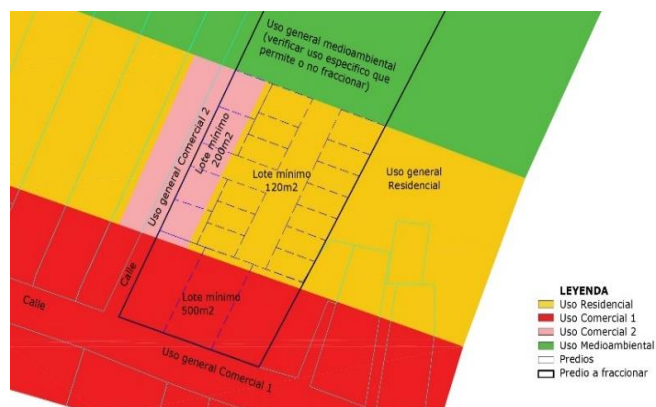 Uso general medioambiental
(verificar uso específico que
permite o no fraccionar)
Uso general Comercial 2
Lote mínimo
200m2
Lote mínimo
120m2
Uso general
Residencial
Calle
Lote mínimo
500m2
Calle
Uso general Comercial 1
LEYENDA
Uso Residencial
Uso Comercial 1
Uso Comercial 2
Uso Medioambiental
Predios
Predio a fraccionar